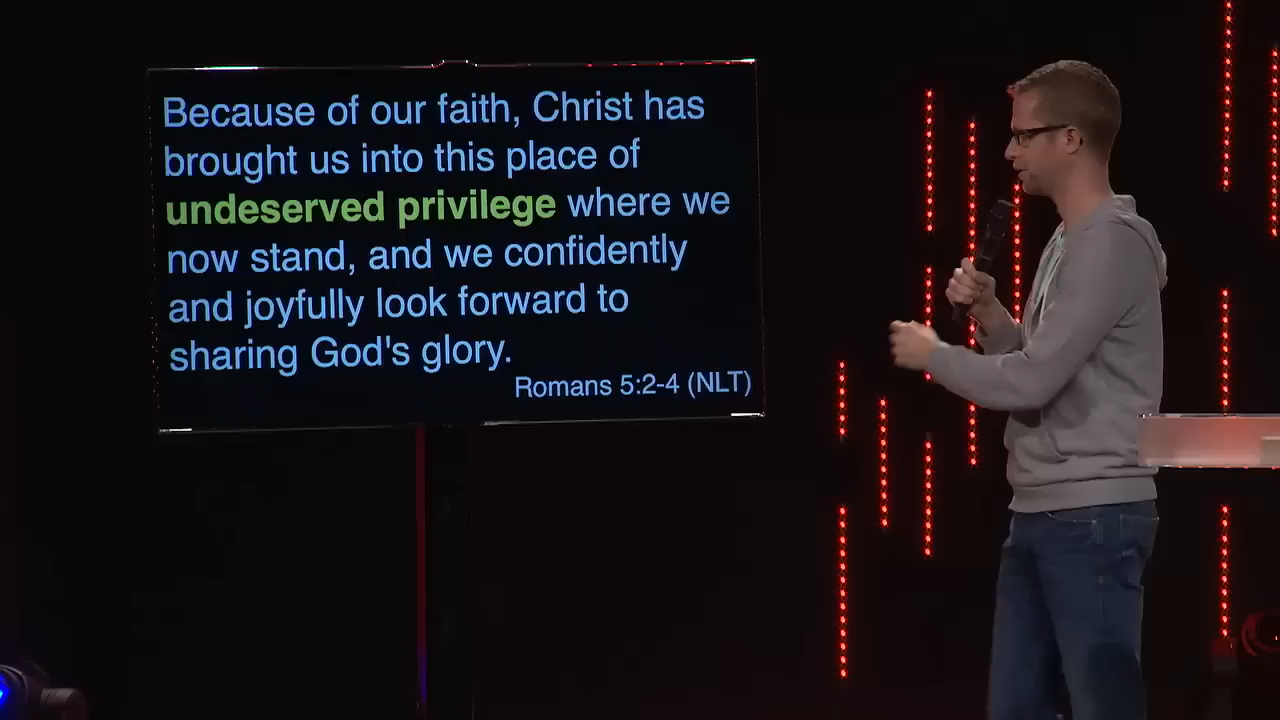 Because of our faith, Christ has
brought us into this place of
undeserved privilege where we
now stand, and we confidently
and joyfully look forward to
sharing God's glory.
Romans 5:2-4 (NLT)